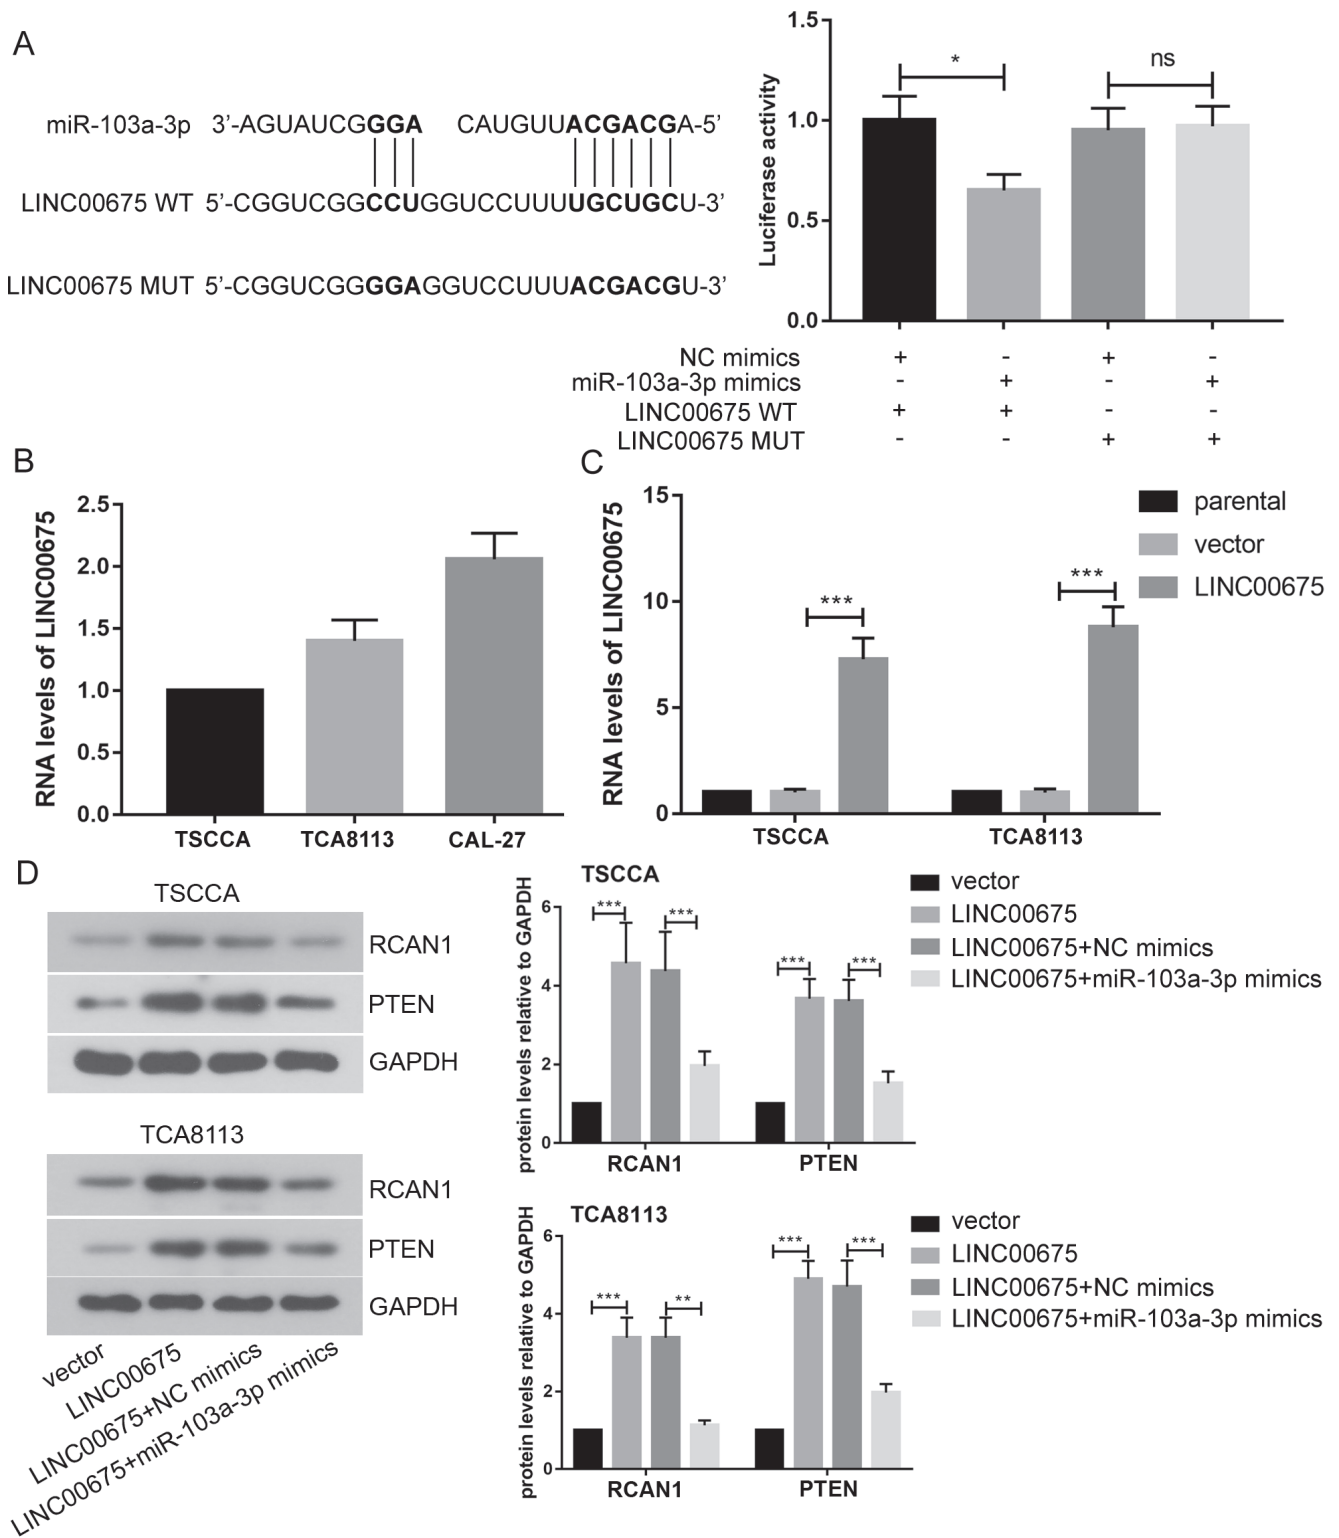 A
miR-103a-3p 3’-AGUAUCGGGA CAUGUUACGACGA-5’
LINC00675 WT 5’-CGGUCGGCCUGGUCCUUUUGCUGCU-3’
LINC00675 MUT 5’-CGGUCGGGGAGGUCCUUUACGACGU-3’
Luciferase activity
1.5
1.0
0.5
0.0
*
ns
NC mimics + - + -
miR-103a-3p mimics - + - +
LINC00675 WT + + - -
LINC00675 MUT - - + +
B
RNA levels of LINC00675
2.5
2.0
1.5
1.0
0.5
0.0
TSCCA TCA8113 CAL-27
C
RNA levels of LINC00675
15
10
5
0
***
***
TSCCA TCA8113
parental
vector
LINC00675
D
TSCCA
RCAN1
PTEN
GAPDH
TCA8113
RCAN1
PTEN
GAPDH
vector
LINC00675
LINC00675+NC mimics
LINC00675+miR-103a-3p mimics
TSCCA
protein levels relative to GAPDH
6
4
2
0
*** *** *** ***
RCAN1 PTEN
vector
LINC00675
LINC00675+NC mimics
LINC00675+miR-103a-3p mimics
TCA8113
protein levels relative to GAPDH
6
4
2
0
*** ** *** ***
RCAN1 PTEN
vector
LINC00675
LINC00675+NC mimics
LINC00675+miR-103a-3p mimics